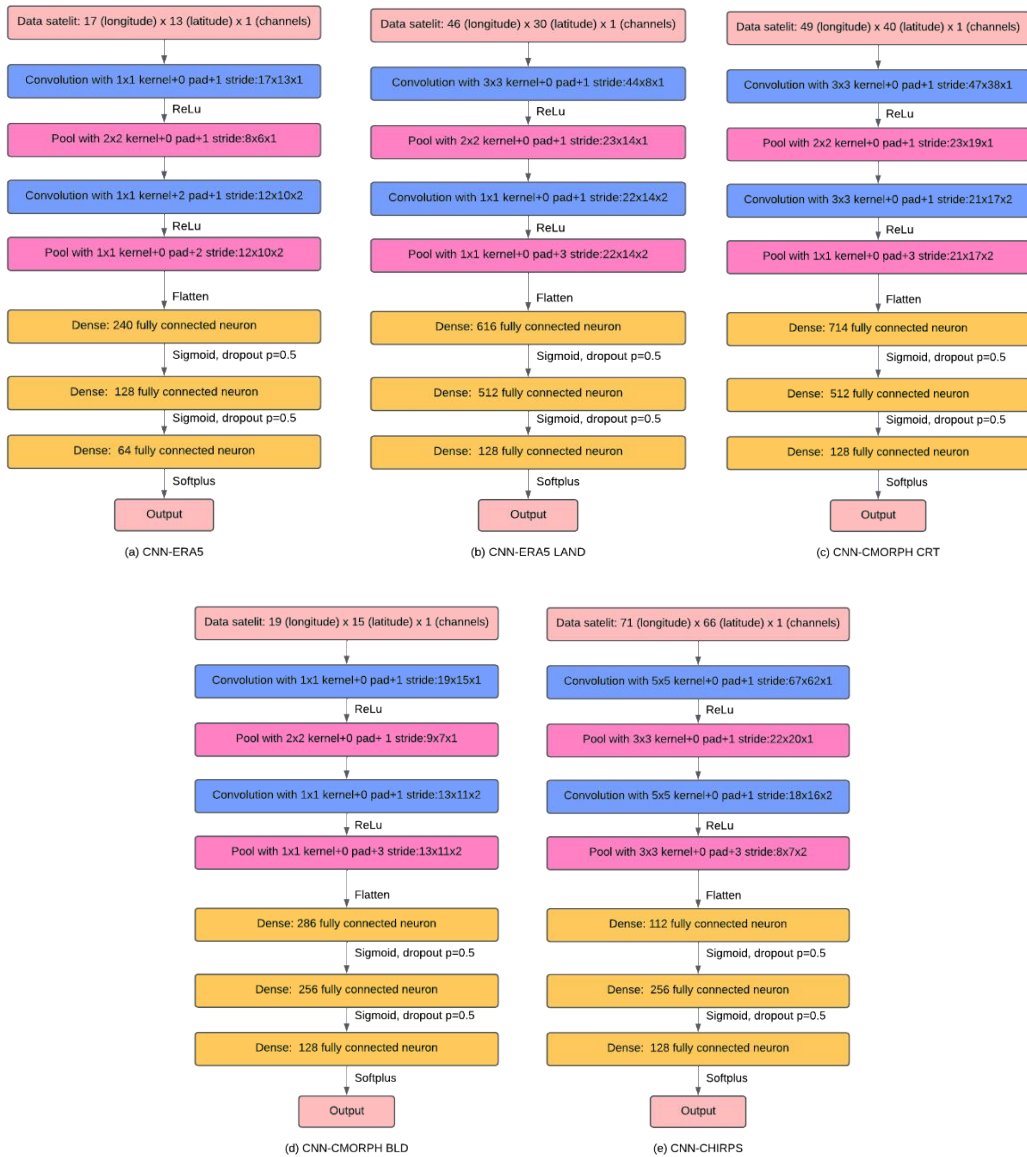 Data satelit: 17 (longitude) x 13 (latitude) x 1 (channels)
Convolution with 1x1 kernel+0 pad+1 stride:17x13x1
ReLu
Pool with 2x2 kernel+0 pad+1 stride:8x6x1
Convolution with 1x1 kernel+2 pad+1 stride:12x10x2
ReLu
Pool with 1x1 kernel+0 pad+2 stride:12x10x2
Flatten
Dense: 240 fully connected neuron
Sigmoid, dropout p=0.5
Dense: 128 fully connected neuron
Sigmoid, dropout p=0.5
Dense: 64 fully connected neuron
Softplus
Output
(a) CNN-ERA5
Data satelit: 46 (longitude) x 30 (latitude) x 1 (channels)
Convolution with 3x3 kernel+0 pad+1 stride:44x8x1
ReLu
Pool with 2x2 kernel+0 pad+1 stride:23x14x1
Convolution with 1x1 kernel+0 pad+1 stride:22x14x2
ReLu
Pool with 1x1 kernel+0 pad+3 stride:22x14x2
Flatten
Dense: 616 fully connected neuron
Sigmoid, dropout p=0.5
Dense: 512 fully connected neuron
Sigmoid, dropout p=0.5
Dense: 128 fully connected neuron
Softplus
Output
(b) CNN-ERA5 LAND
Data satelit: 49 (longitude) x 40 (latitude) x 1 (channels)
Convolution with 3x3 kernel+0 pad+1 stride:47x38x1
ReLu
Pool with 2x2 kernel+0 pad+1 stride:23x19x1
Convolution with 3x3 kernel+0 pad+1 stride:21x17x2
ReLu
Pool with 1x1 kernel+0 pad+3 stride:21x17x2
Flatten
Dense: 714 fully connected neuron
Sigmoid, dropout p=0.5
Dense: 512 fully connected neuron
Sigmoid, dropout p=0.5
Dense: 128 fully connected neuron
Softplus
Output
(c) CNN-CMORPH CRT
Data satelit: 19 (longitude) x 15 (latitude) x 1 (channels)
Convolution with 1x1 kernel+0 pad+1 stride:19x15x1
ReLu
Pool with 2x2 kernel+0 pad+ 1 stride:9x7x1
Convolution with 1x1 kernel+0 pad+1 stride:13x11x2
ReLu
Pool with 1x1 kernel+0 pad+3 stride:13x11x2
Flatten
Dense: 286 fully connected neuron
Sigmoid, dropout p=0.5
Dense: 256 fully connected neuron
Sigmoid, dropout p=0.5
Dense: 128 fully connected neuron
Softplus
Output
(d) CNN-CMORPH BLD
Data satelit: 71 (longitude) x 66 (latitude) x 1 (channels)
Convolution with 5x5 kernel+0 pad+1 stride:67x62x1
ReLu
Pool with 3x3 kernel+0 pad+1 stride:22x20x1
Convolution with 5x5 kernel+0 pad+1 stride:18x16x2
ReLu
Pool with 3x3 kernel+0 pad+3 stride:8x7x2
Flatten
Dense: 112 fully connected neuron
Sigmoid, dropout p=0.5
Dense: 256 fully connected neuron
Sigmoid, dropout p=0.5
Dense: 128 fully connected neuron
Softplus
Output
(e) CNN-CHIRPS